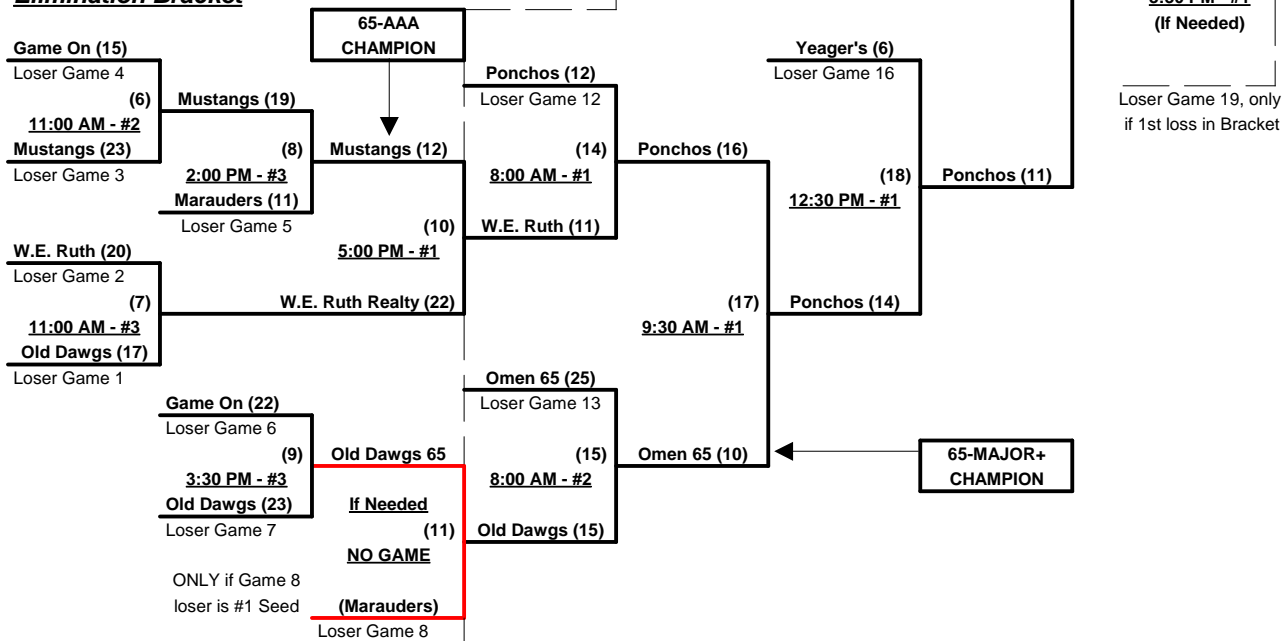 Elimination Bracket
65-AAA
CHAMPION
Game On (15)
Loser Game 4
(6)
11:00 AM - #2
Mustangs (23)
Loser Game 3
Mustangs (19)
(8)
2:00 PM - #3
Marauders (11)
Loser Game 5
Mustangs (12)
(10)
5:00 PM - #1
W.E. Ruth (20)
Loser Game 2
(7)
11:00 AM - #3
Old Dawgs (17)
Loser Game 1
W.E. Ruth Realty (22)
Game On (22)
Loser Game 6
(9)
3:30 PM - #3
Old Dawgs (23)
Loser Game 7
Old Dawgs 65
If Needed
(11)
NO GAME
ONLY if Game 8
loser is #1 Seed
(Marauders)
Loser Game 8
Ponchos (12)
Loser Game 12
(14)
8:00 AM - #1
W.E. Ruth (11)
Ponchos (16)
(17)
9:30 AM - #1
Omen 65 (25)
Loser Game 13
(15)
8:00 AM - #2
Old Dawgs (15)
Omen 65 (10)
65-MAJOR+
CHAMPION
Yeager's (6)
Loser Game 16
(18)
12:30 PM - #1
Ponchos (14)
Ponchos (11)
(If Needed)
Loser Game 19, only
if 1st loss in Bracket